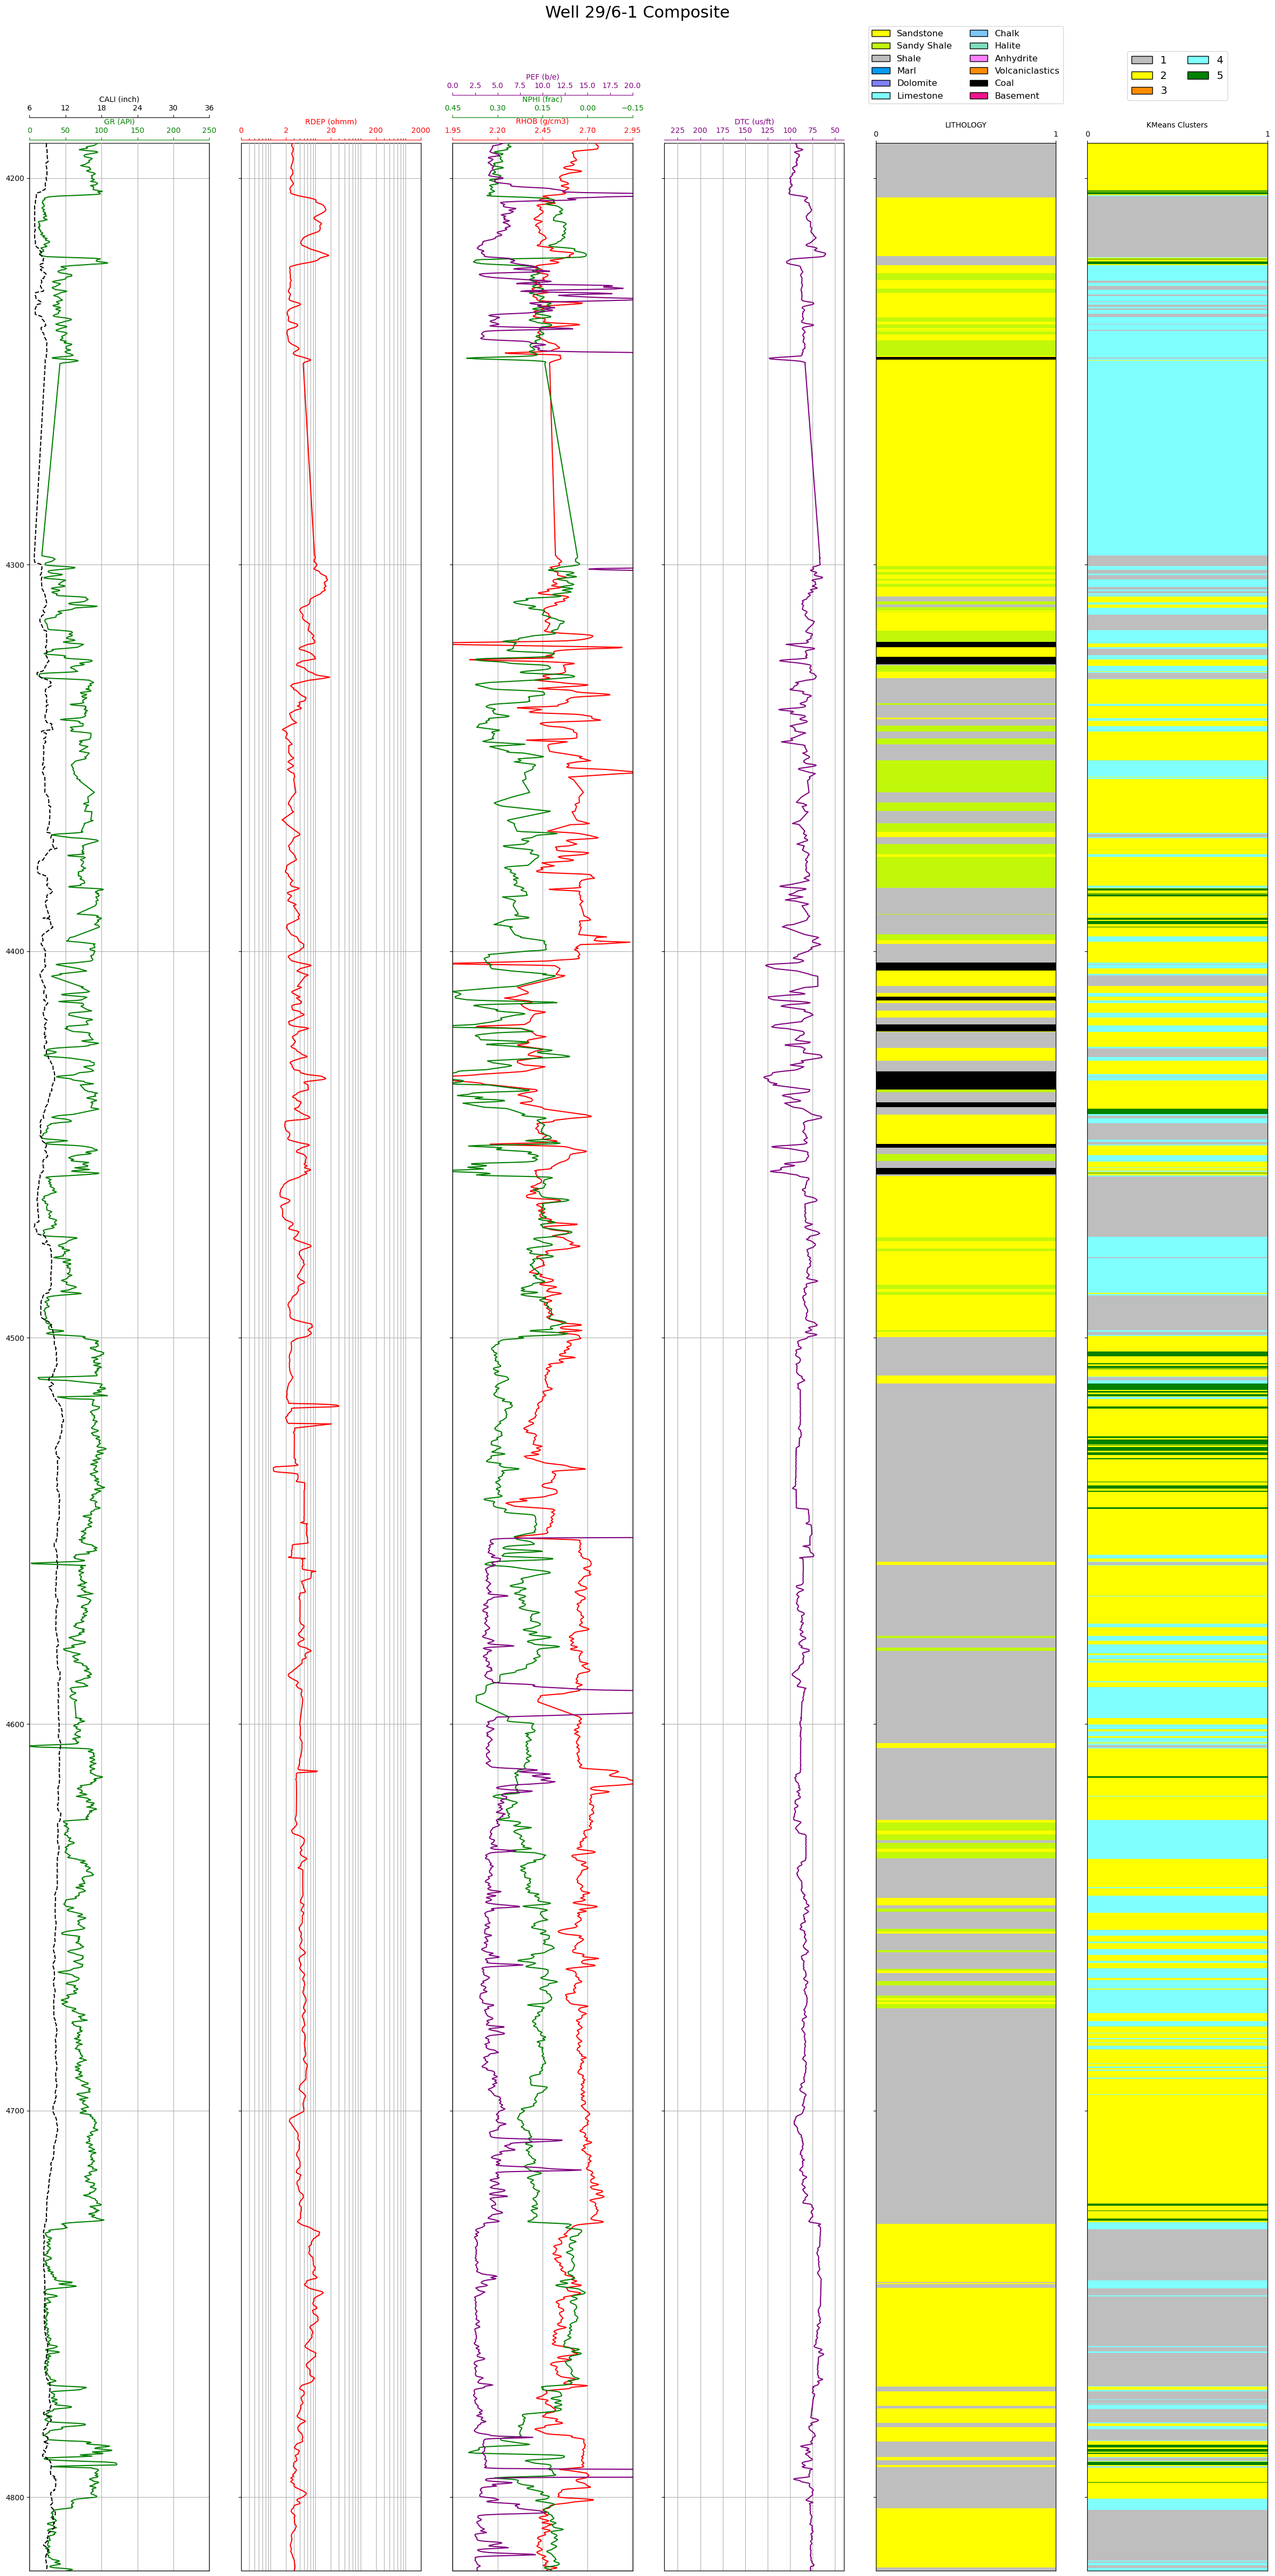 Well 29/6-1 Composite
Sandstone Chalk
Sandy Shale Halite
Shale Anhydrite
Marl Volcaniclastics
Dolomite Coal
Limestone Basement
1 4
2 5
3
PEF (b/e)
0.0 2.5 5.0 7.5 10.0 12.5 15.0 17.5 20.0
CALI (inch) NPHI (frac)
6 12 18 24 30 36 0.45 0.30 0.15 0.00 −0.15
GR (API) RDEP (ohmm) RHOB (g/cm3) DTC (us/ft) LITHOLOGY KMeans Clusters
0 50 100 150 200 250 0 2 20 200 2000 1.95 2.20 2.45 2.70 2.95 225 200 175 150 125 100 75 50 0 1 0 1
4200
4300
4400
4500
4600
4700
4800